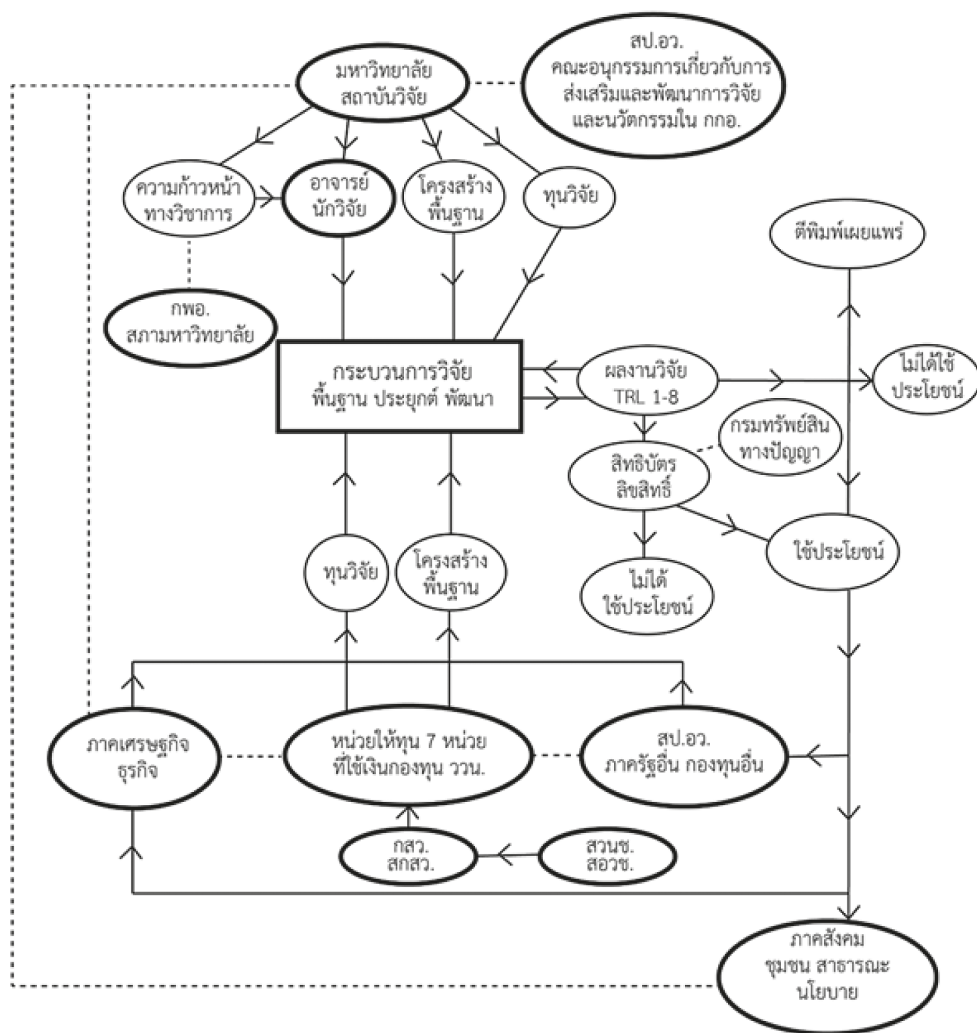 สป.อว.
คณะอนุกรรมการเกี่ยวกับการ
ส่งเสริมและพัฒนาการวิจัย
และนวัตกรรมใน กกอ.
มหาวิทยาลัย
สถาบันวิจัย
ความก้าวหน้า
ทางวิชาการ
อาจารย์
นักวิจัย
โครงสร้าง
พื้นฐาน
ทุนวิจัย
ตีพิมพ์เผยแพร่
กพอ.
สภามหาวิทยาลัย
กระบวนการวิจัย
พื้นฐาน ประยุกต์ พัฒนา
ผลงานวิจัย
TRL 1-8
ไม่ได้ใช้
ประโยชน์
กรมทรัพย์สิน
ทางปัญญา
สิทธิบัตร
ลิขสิทธิ์
ใช้ประโยชน์
ทุนวิจัย
โครงสร้าง
พื้นฐาน
ไม่ได้
ใช้ประโยชน์
ภาคเศรษฐกิจ
ธุรกิจ
หน่วยให้ทุน 7 หน่วย
ที่ใช้เงินกองทุน ววน.
สป.อว.
ภาครัฐอื่น กองทุนอื่น
กสว.
สกสว.
สวนช.
สอวช.
ภาคสังคม
ชุมชน สาธารณะ
นโยบาย